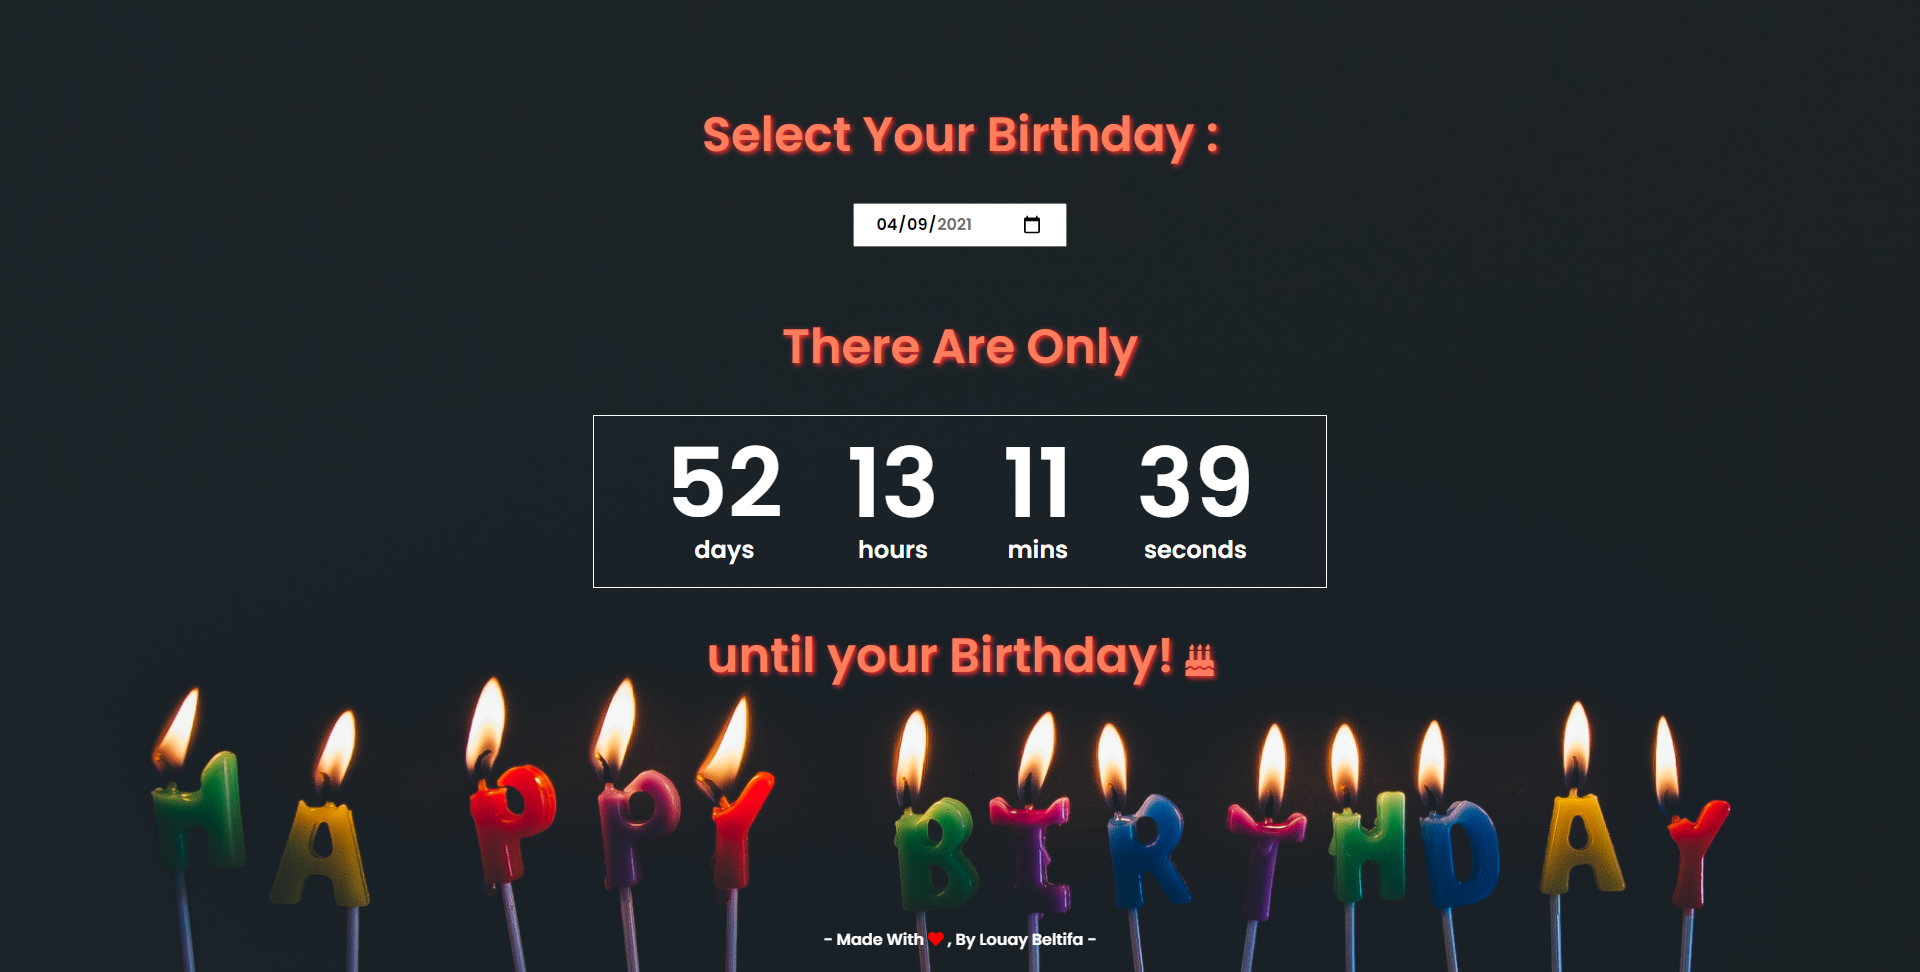 Select Your Birthday :
04/09/2021
There Are Only
52 13 11 39
days hours mins seconds
until your Birthday!
HAPPY BIRTHDAY
- Made With , By Louay Beltifa -